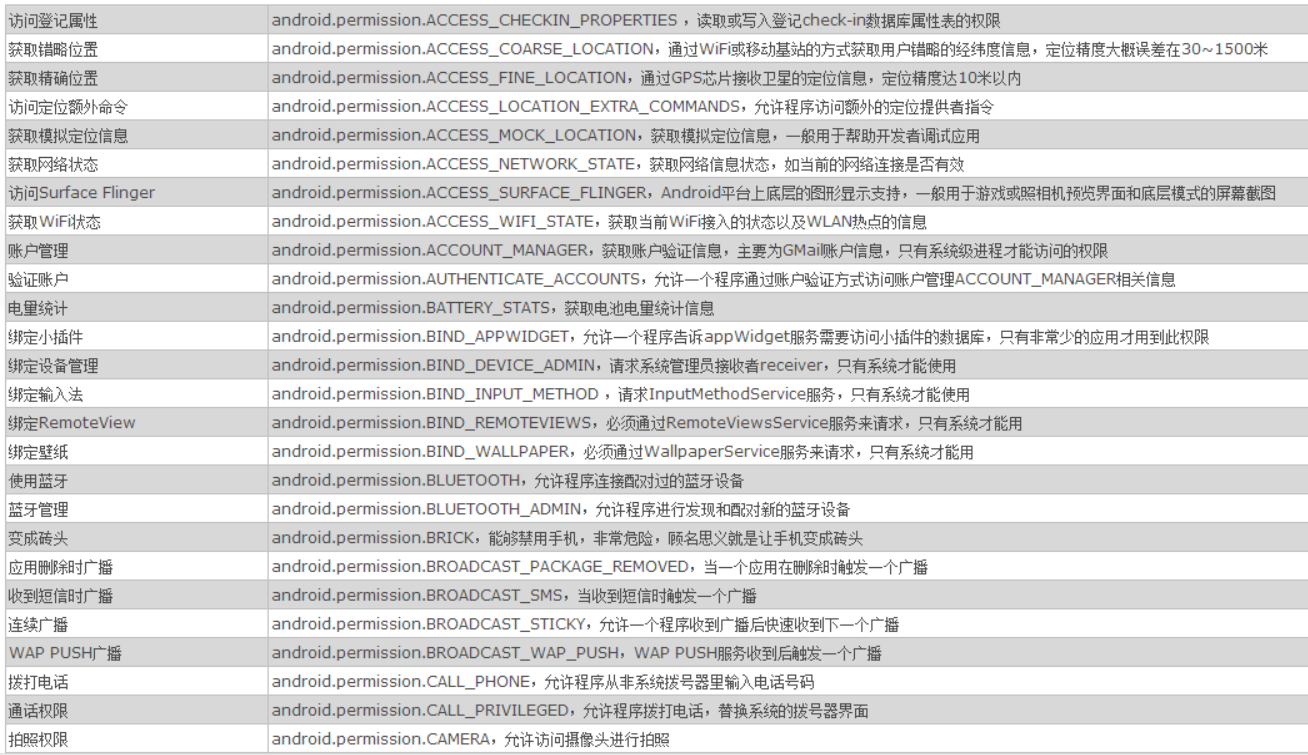 访问登记属性 android.permission.ACCESS_CHECKIN_PROPERTIES ，读取或写入登记check-in数据库属性表的权限
获取错略位置 android.permission.ACCESS_COARSE_LOCATION，通过WiFi或移动基站的方式获取用户错略的经纬度信息，定位精度大概误差在30~1500米
获取精确位置 android.permission.ACCESS_FINE_LOCATION，通过GPS芯片接收卫星的定位信息，定位精度达10米以内
访问定位额外命令 android.permission.ACCESS_LOCATION_EXTRA_COMMANDS，允许程序访问额外的定位提供者指令
获取模拟定位信息 android.permission.ACCESS_MOCK_LOCATION，获取模拟定位信息，一般用于帮助开发者调试应用
获取网络状态 android.permission.ACCESS_NETWORK_STATE，获取网络信息状态，如当前的网络连接是否有效
访问Surface Flinger android.permission.ACCESS_SURFACE_FLINGER，Android平台上底层的图形显示支持，一般用于游戏或照相机预览界面和底层模式的屏幕截图
获取WiFi状态 android.permission.ACCESS_WIFI_STATE，获取当前WiFi接入的状态以及WLAN热点的信息
账户管理 android.permission.ACCOUNT_MANAGER，获取账户验证信息，主要为GMail账户信息，只有系统级进程才能访问的权限
验证账户 android.permission.AUTHENTICATE_ACCOUNTS，允许一个程序通过账户验证方式访问账户管理ACCOUNT_MANAGER相关信息
电量统计 android.permission.BATTERY_STATS，获取电池电量统计信息
绑定小插件 android.permission.BIND_APPWIDGET，允许一个程序告诉appWidget服务需要访问小插件的数据库，只有非常少的应用才用到此权限
绑定设备管理 android.permission.BIND_DEVICE_ADMIN，请求系统管理员接收者receiver，只有系统才能使用
绑定输入法 android.permission.BIND_INPUT_METHOD ，请求InputMethodService服务，只有系统才能使用
绑定RemoteView android.permission.BIND_REMOTEVIEWS，必须通过RemoteViewsService服务来请求，只有系统才能用
绑定壁纸 android.permission.BIND_WALLPAPER，必须通过WallpaperService服务来请求，只有系统才能用
使用蓝牙 android.permission.BLUETOOTH，允许程序连接配对过的蓝牙设备
蓝牙管理 android.permission.BLUETOOTH_ADMIN，允许程序进行发现和配对新的蓝牙设备
变成砖头 android.permission.BRICK，能够禁用手机，非常危险，顾名思义就是让手机变成砖头
应用删除时广播 android.permission.BROADCAST_PACKAGE_REMOVED，当一个应用在删除时触发一个广播
收到短信时广播 android.permission.BROADCAST_SMS，当收到短信时触发一个广播
连续广播 android.permission.BROADCAST_STICKY，允许一个程序收到广播后快速收到下一个广播
WAP PUSH广播 android.permission.BROADCAST_WAP_PUSH，WAP PUSH服务收到后触发一个广播
拨打电话 android.permission.CALL_PHONE，允许程序从非系统拨号器里输入电话号码
通话权限 android.permission.CALL_PRIVILEGED，允许程序拨打电话，替换系统的拨号器界面
拍照权限 android.permission.CAMERA，允许访问摄像头进行拍照